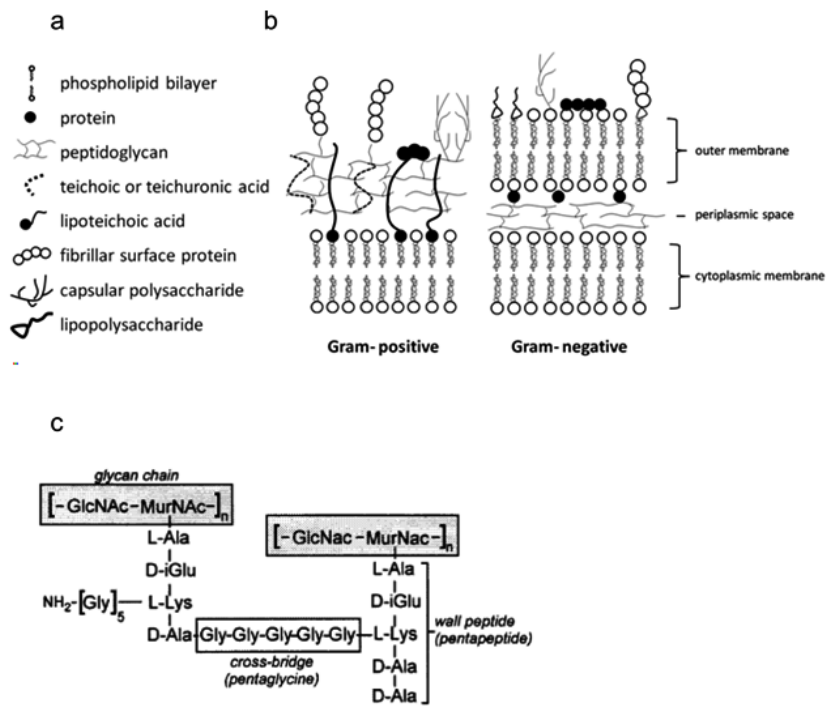 a
b
phospholipid bilayer
protein
peptidoglycan
teichoic or teichuronic acid
lipoteichoic acid
fibrillar surface protein
capsular polysaccharide
lipopolysaccharide
outer membrane
periplasmic space
cytoplasmic membrane
Gram- positive
Gram- negative
c
glycan chain
[-GlcNAc-MurNAc-]n
L-Ala
D-iGlu
NH2-[Gly]5-L-Lys
D-Ala-Gly-Gly-Gly-Gly-Gly-L-Lys
cross-bridge
(pentaglycine)
[-GlcNac-MurNac-]n
L-Ala
D-iGlu
D-Ala
D-Ala
wall peptide
(pentapeptide)